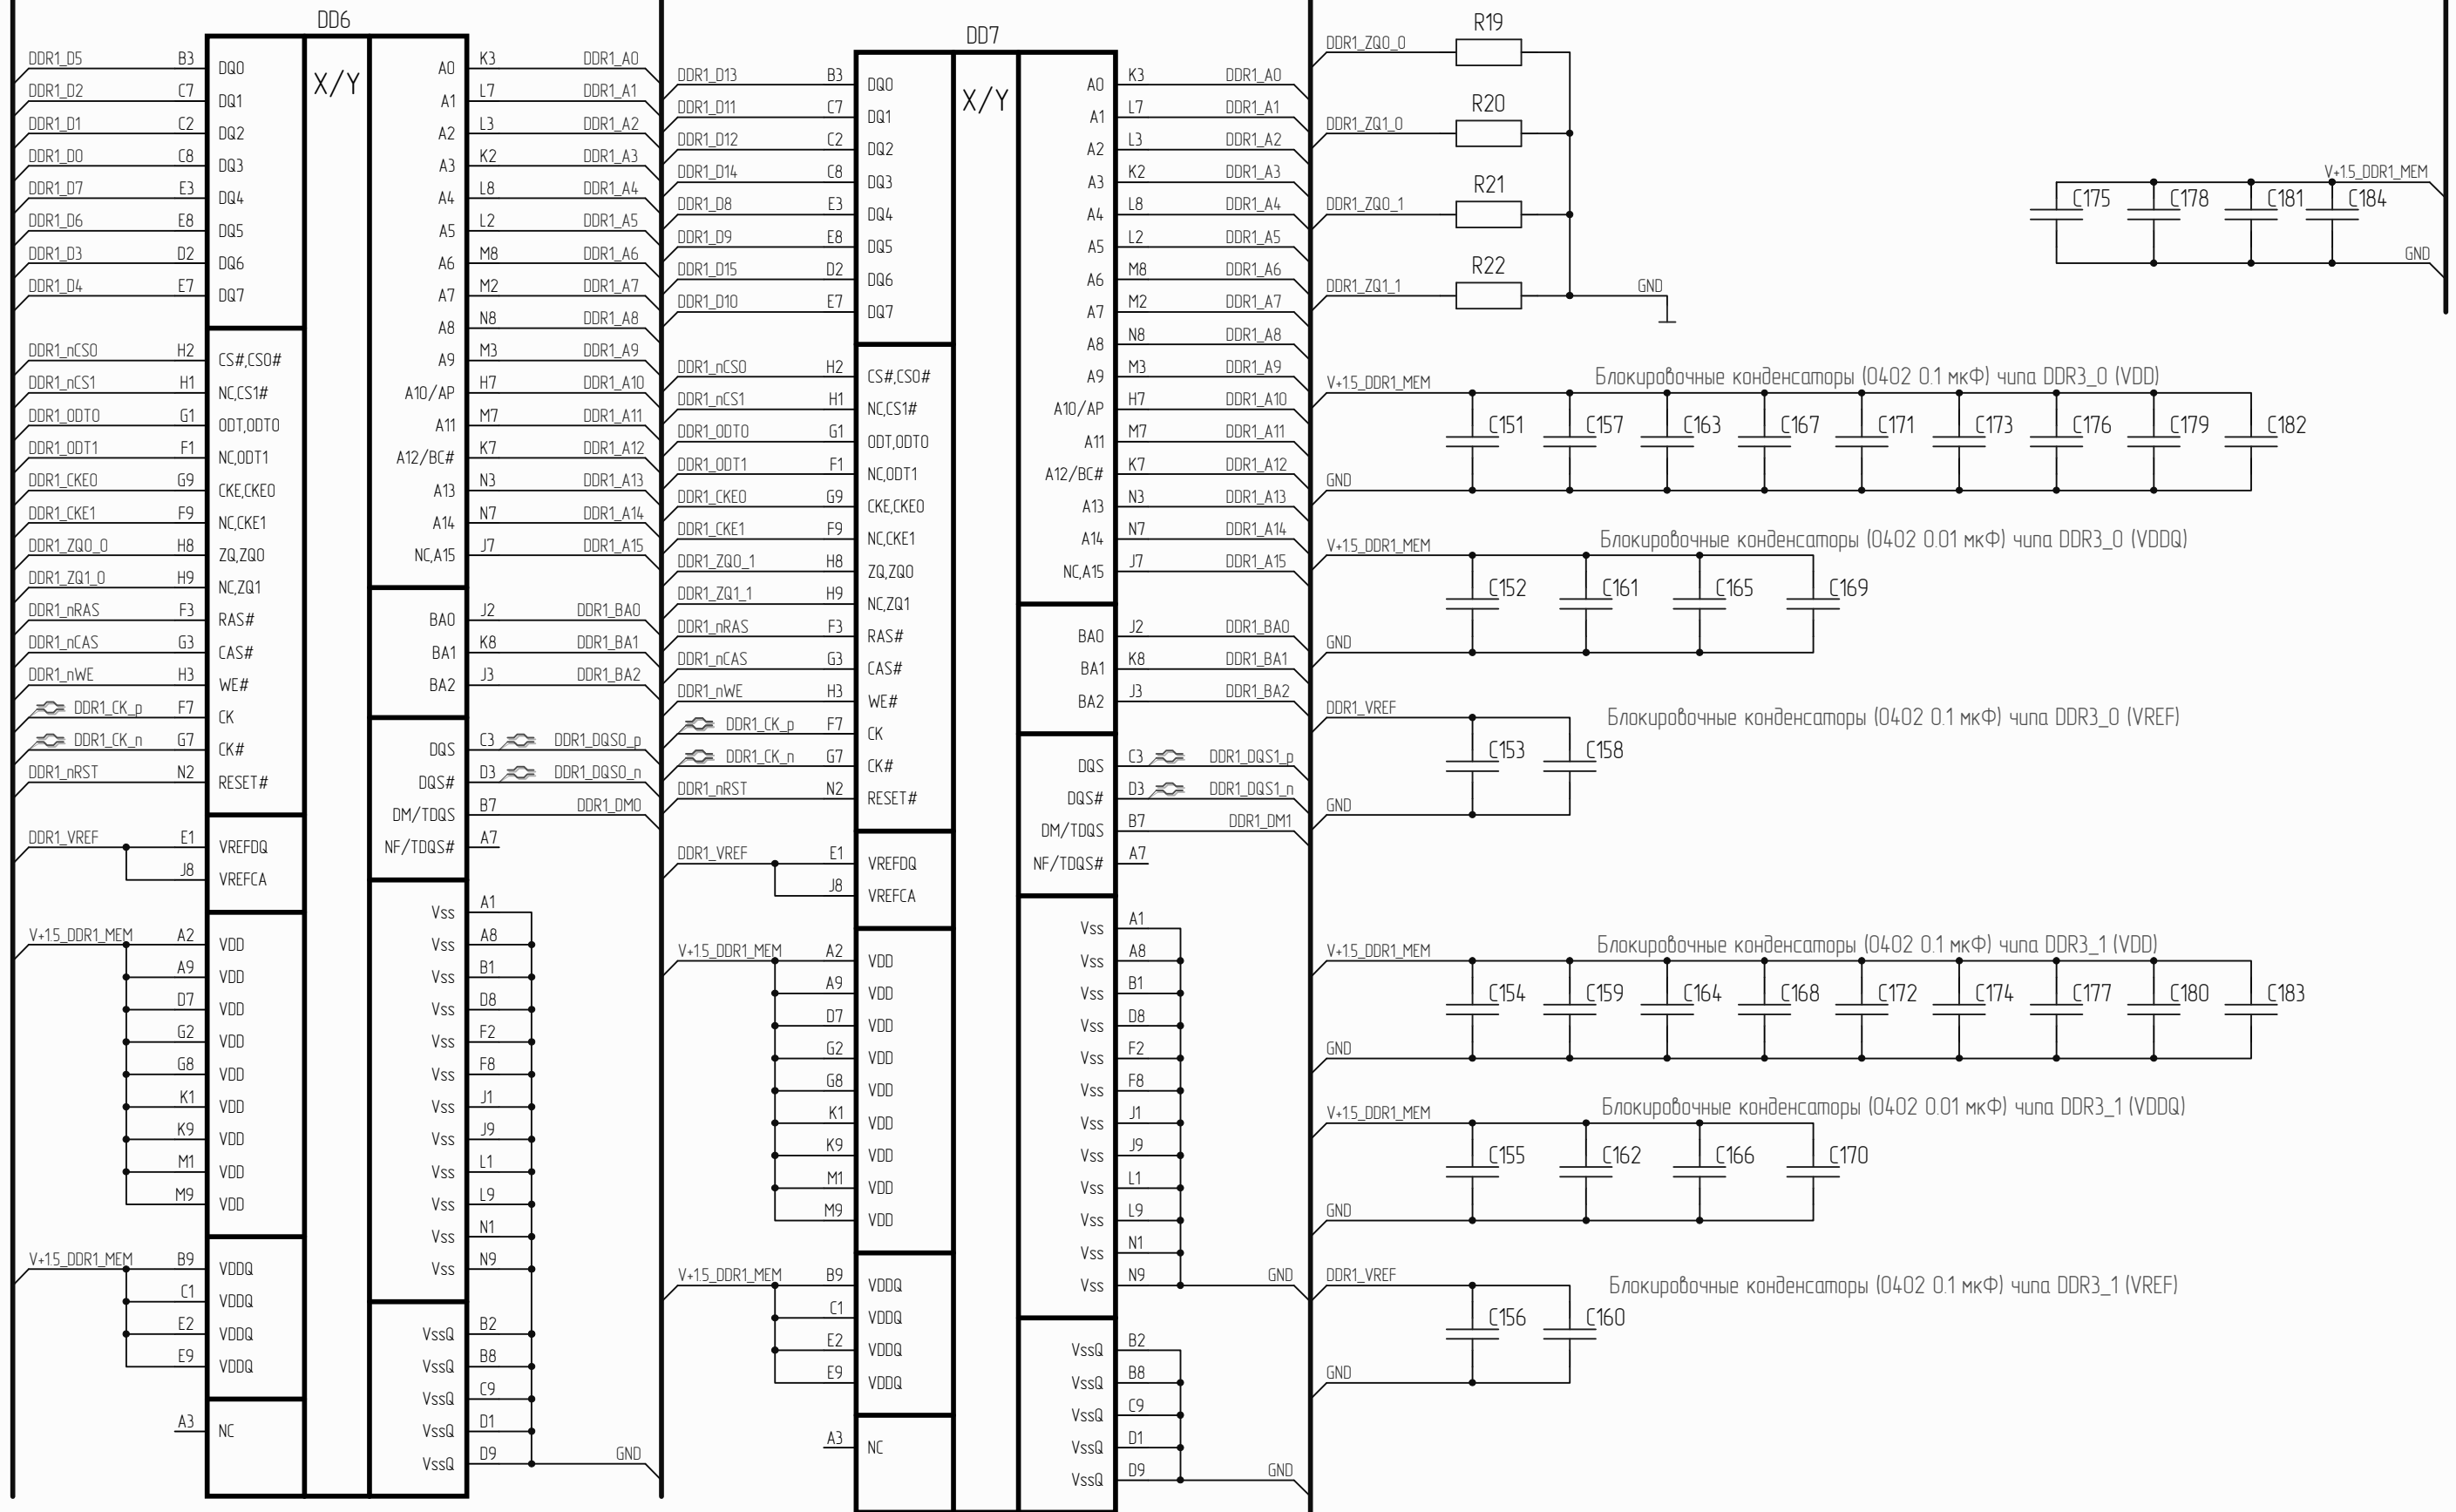 DD6
DDR1_D5 B3 DQ0 X/Y A0 K3 DDR1_A0
DDR1_D2 C7 DQ1 A1 L7 DDR1_A1
DDR1_D1 C2 DQ2 A2 L3 DDR1_A2
DDR1_D0 C8 DQ3 A3 K2 DDR1_A3
DDR1_D7 E3 DQ4 A4 L8 DDR1_A4
DDR1_D6 E8 DQ5 A5 L2 DDR1_A5
DDR1_D3 D2 DQ6 A6 M8 DDR1_A6
DDR1_D4 E7 DQ7 A7 M2 DDR1_A7
A8 N8 DDR1_A8
DDR1_nCS0 H2 CS#,CS0# A9 M3 DDR1_A9
DDR1_nCS1 H1 NC,CS1# A10/AP H7 DDR1_A10
DDR1_ODT0 G1 ODT,ODT0 A11 M7 DDR1_A11
DDR1_ODT1 F1 NC,ODT1 A12/BC# K7 DDR1_A12
DDR1_CKE0 G9 CKE,CKE0 A13 N3 DDR1_A13
DDR1_CKE1 F9 NC,CKE1 A14 N7 DDR1_A14
DDR1_ZQ0_0 H8 ZQ,ZQ0 NC,A15 J7 DDR1_A15
DDR1_ZQ1_0 H9 NC,ZQ1
DDR1_nRAS F3 RAS# BA0 J2 DDR1_BA0
DDR1_nCAS G3 CAS# BA1 K8 DDR1_BA1
DDR1_nWE H3 WE# BA2 J3 DDR1_BA2
DDR1_CK_p F7 CK
DDR1_CK_n G7 CK# DQS C3 DDR1_DQS0_p
DDR1_nRST N2 RESET# DQS# D3 DDR1_DQS0_n
DM/TDQS B7 DDR1_DM0
DDR1_VREF E1 VREFDQ NF/TDQS# A7
J8 VREFCA
Vss A1
V+1.5_DDR1_MEM A2 VDD Vss A8
A9 VDD Vss B1
D7 VDD Vss D8
G2 VDD Vss F2
G8 VDD Vss F8
K1 VDD Vss J1
K9 VDD Vss J9
M1 VDD Vss L1
M9 VDD Vss L9
Vss N1
V+1.5_DDR1_MEM B9 VDDQ Vss N9
C1 VDDQ
E2 VDDQ VssQ B2
E9 VDDQ VssQ B8
VssQ C9
A3 NC VssQ D1
VssQ D9 GND
DD7
DDR1_D13 B3 DQ0 X/Y A0 K3 DDR1_A0
DDR1_D11 C7 DQ1 A1 L7 DDR1_A1
DDR1_D12 C2 DQ2 A2 L3 DDR1_A2
DDR1_D14 C8 DQ3 A3 K2 DDR1_A3
DDR1_D8 E3 DQ4 A4 L8 DDR1_A4
DDR1_D9 E8 DQ5 A5 L2 DDR1_A5
DDR1_D15 D2 DQ6 A6 M8 DDR1_A6
DDR1_D10 E7 DQ7 A7 M2 DDR1_A7
A8 N8 DDR1_A8
DDR1_nCS0 H2 CS#,CS0# A9 M3 DDR1_A9
DDR1_nCS1 H1 NC,CS1# A10/AP H7 DDR1_A10
DDR1_ODT0 G1 ODT,ODT0 A11 M7 DDR1_A11
DDR1_ODT1 F1 NC,ODT1 A12/BC# K7 DDR1_A12
DDR1_CKE0 G9 CKE,CKE0 A13 N3 DDR1_A13
DDR1_CKE1 F9 NC,CKE1 A14 N7 DDR1_A14
DDR1_ZQ0_1 H8 ZQ,ZQ0 NC,A15 J7 DDR1_A15
DDR1_ZQ1_1 H9 NC,ZQ1
DDR1_nRAS F3 RAS# BA0 J2 DDR1_BA0
DDR1_nCAS G3 CAS# BA1 K8 DDR1_BA1
DDR1_nWE H3 WE# BA2 J3 DDR1_BA2
DDR1_CK_p F7 CK
DDR1_CK_n G7 CK# DQS C3 DDR1_DQS1_p
DDR1_nRST N2 RESET# DQS# D3 DDR1_DQS1_n
DM/TDQS B7 DDR1_DM1
DDR1_VREF E1 VREFDQ NF/TDQS# A7
J8 VREFCA
Vss A1
V+1.5_DDR1_MEM A2 VDD Vss A8
A9 VDD Vss B1
D7 VDD Vss D8
G2 VDD Vss F2
G8 VDD Vss F8
K1 VDD Vss J1
K9 VDD Vss J9
M1 VDD Vss L1
M9 VDD Vss L9
Vss N1
V+1.5_DDR1_MEM B9 VDDQ Vss N9 GND
C1 VDDQ
E2 VDDQ VssQ B2
E9 VDDQ VssQ B8
VssQ C9
A3 NC VssQ D1
VssQ D9 GND
R19
DDR1_ZQ0_0
R20
DDR1_ZQ1_0
R21
DDR1_ZQ0_1
R22
DDR1_ZQ1_1 GND
V+1.5_DDR1_MEM
C175 C178 C181 C184
GND
Блокировочные конденсаторы (0402 0.1 мкФ) чипа DDR3_0 (VDD)
V+1.5_DDR1_MEM
C151 C157 C163 C167 C171 C173 C176 C179 C182
GND
Блокировочные конденсаторы (0402 0.01 мкФ) чипа DDR3_0 (VDDQ)
V+1.5_DDR1_MEM
C152 C161 C165 C169
GND
DDR1_VREF Блокировочные конденсаторы (0402 0.1 мкФ) чипа DDR3_0 (VREF)
C153 C158
GND
Блокировочные конденсаторы (0402 0.1 мкФ) чипа DDR3_1 (VDD)
V+1.5_DDR1_MEM
C154 C159 C164 C168 C172 C174 C177 C180 C183
GND
Блокировочные конденсаторы (0402 0.01 мкФ) чипа DDR3_1 (VDDQ)
V+1.5_DDR1_MEM
C155 C162 C166 C170
GND
DDR1_VREF Блокировочные конденсаторы (0402 0.1 мкФ) чипа DDR3_1 (VREF)
C156 C160
GND